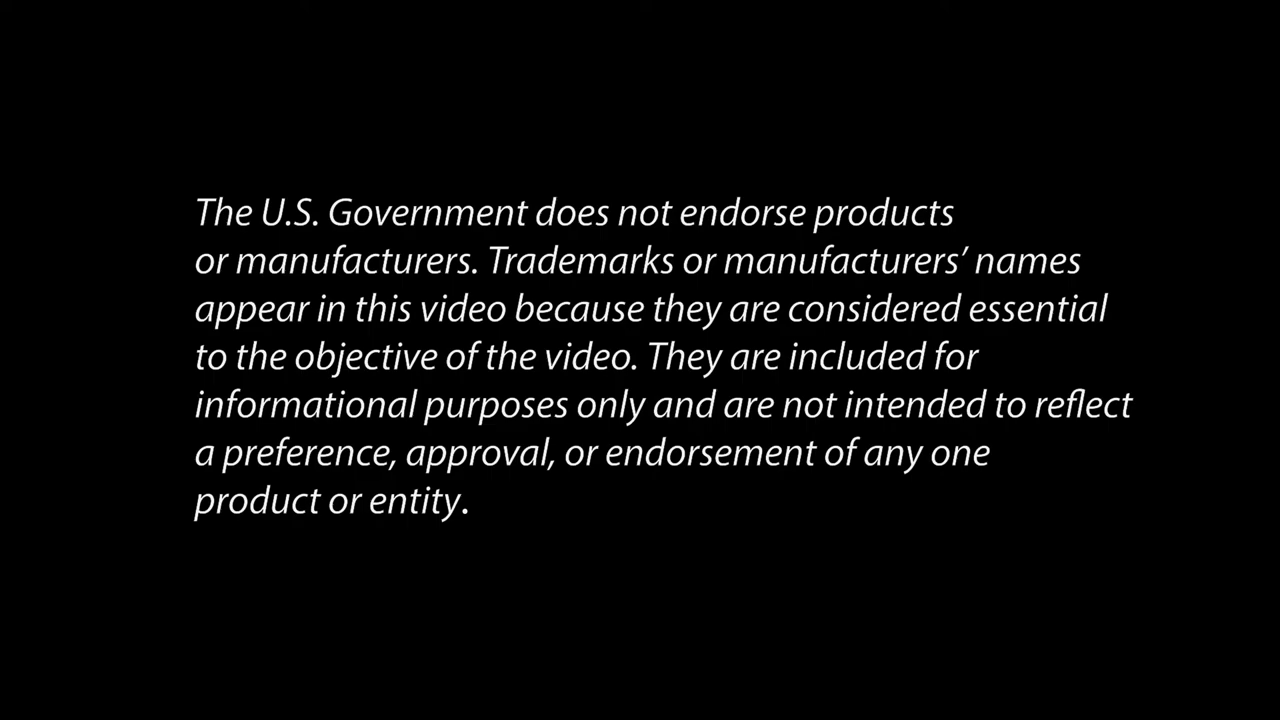 The U.S. Government does not endorse products
or manufacturers. Trademarks or manufacturers’ names
appear in this video because they are considered essential
to the objective of the video. They are included for
informational purposes only and are not intended to reflect
a preference, approval, or endorsement of any one
product or entity.